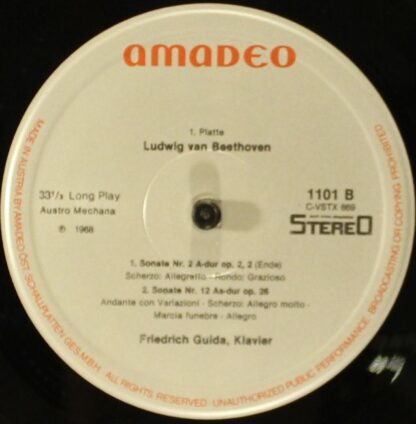 amadeo
1. Platte
Ludwig van Beethoven
33 1/3 Long Play
Austro Mechana
℗ 1968
1101 B
C-VSTX 869
STEREO
1. Sonate Nr. 2 A-dur op. 2, 2 (Ende)
Scherzo: Allegretto - Rondo: Grazioso
2. Sonate Nr. 12 As-dur op. 26
Andante con Variazioni - Scherzo: Allegro molto -
Marcia funebre - Allegro
Friedrich Gulda, Klavier
MADE IN AUSTRIA BY AMADEO ÖST. SCHALLPLATTEN GES.M.B.H. ALL RIGHTS RESERVED · UNAUTHORIZED PUBLIC PERFORMANCE, BROADCASTING OR COPYING PROHIBITED